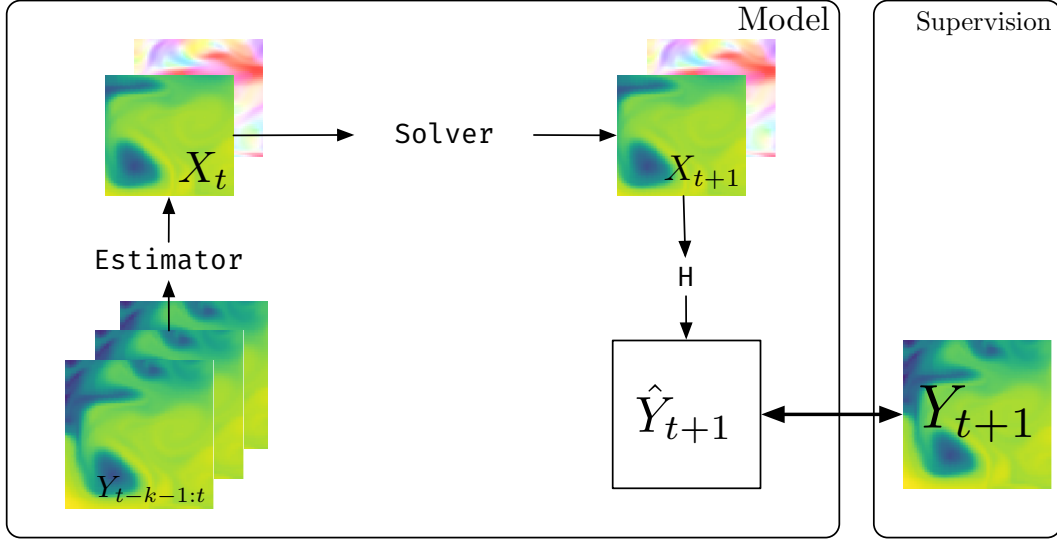 Model
Supervision
Solver
X_t
X_{t+1}
Estimator
H
Ŷ_{t+1}
Y_{t+1}
Y_{t−k−1:t}